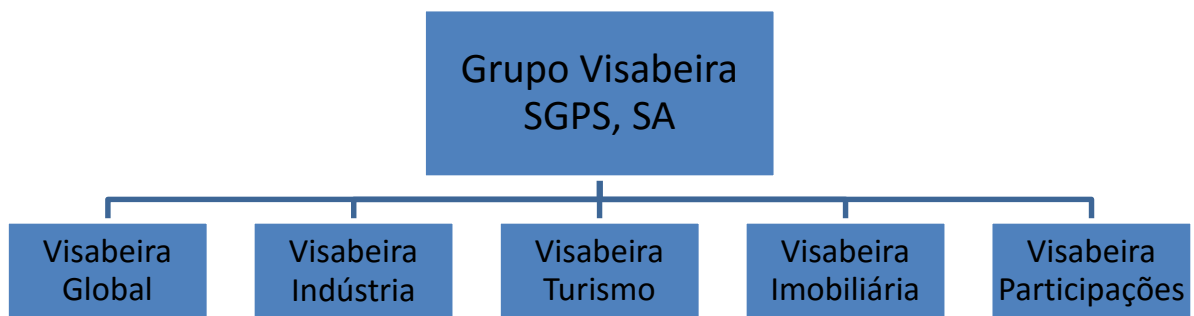 Grupo Visabeira
SGPS, SA
Visabeira
Global
Visabeira
Indústria
Visabeira
Turismo
Visabeira
Imobiliária
Visabeira
Participações